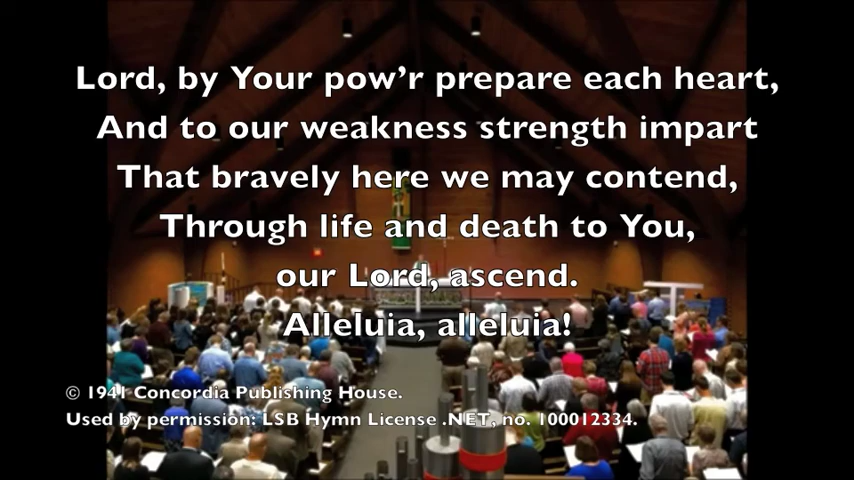 Lord, by Your pow’r prepare each heart,
And to our weakness strength impart
That bravely here we may contend,
Through life and death to You,
our Lord, ascend.
Alleluia, alleluia!
© 1941 Concordia Publishing House.
Used by permission: LSB Hymn License .NET, no. 100012334.